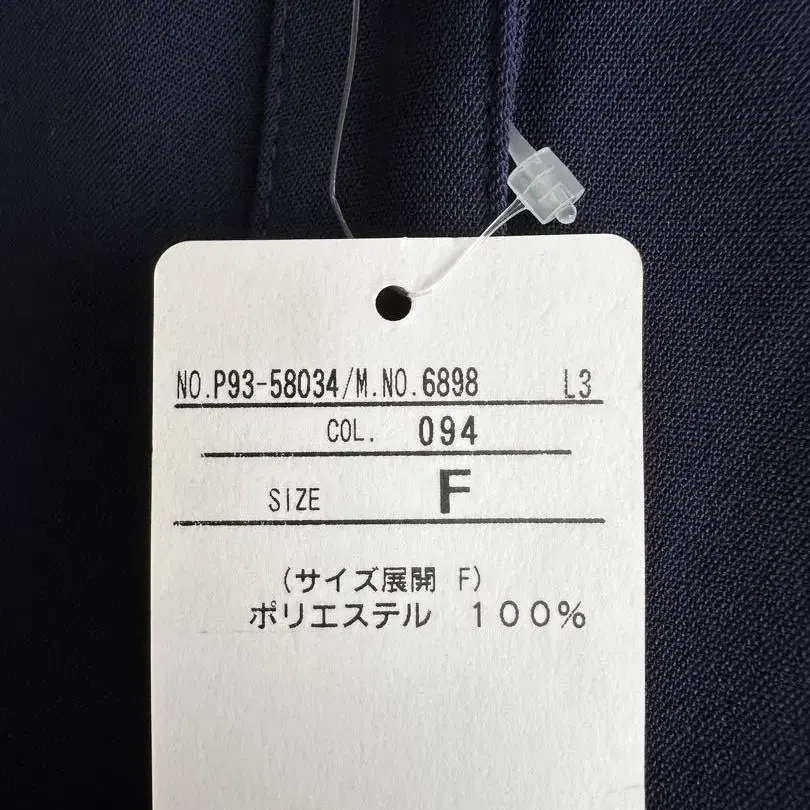 NO.P93-58034/M.NO.6898 L3
COL. 094
SIZE F
(サイズ展開 F)
ポリエステル 100%